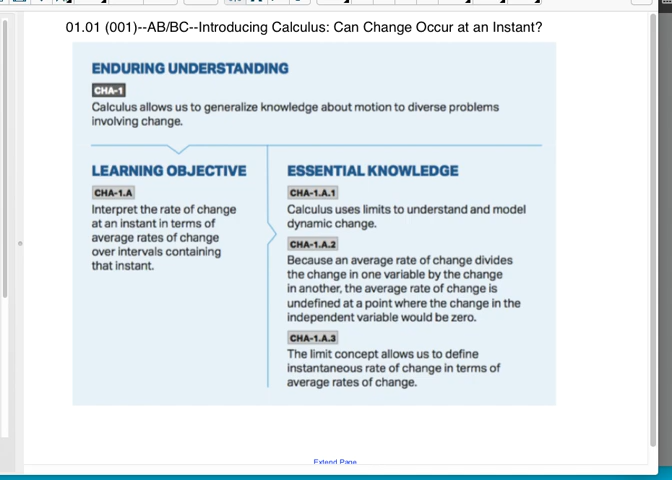 01.01 (001)--AB/BC--Introducing Calculus: Can Change Occur at an Instant?
ENDURING UNDERSTANDING
CHA-1
Calculus allows us to generalize knowledge about motion to diverse problems
involving change.
LEARNING OBJECTIVE
CHA-1.A
Interpret the rate of change
at an instant in terms of
average rates of change
over intervals containing
that instant.
ESSENTIAL KNOWLEDGE
CHA-1.A.1
Calculus uses limits to understand and model
dynamic change.
CHA-1.A.2
Because an average rate of change divides
the change in one variable by the change
in another, the average rate of change is
undefined at a point where the change in the
independent variable would be zero.
CHA-1.A.3
The limit concept allows us to define
instantaneous rate of change in terms of
average rates of change.
Extend Page